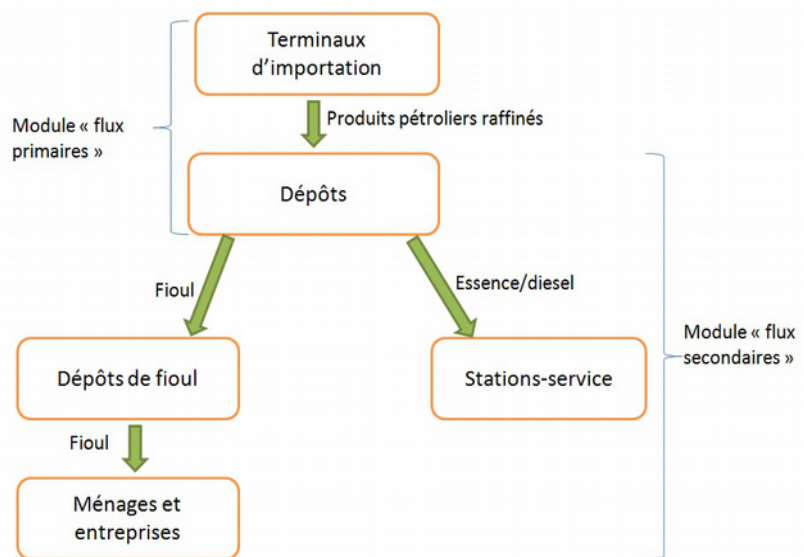 Terminaux
d’importation
Produits pétroliers raffinés
Module « flux
primaires »
Dépôts
Fioul
Essence/diesel
Module « flux
secondaires »
Dépôts de fioul
Stations-service
Fioul
Ménages et
entreprises